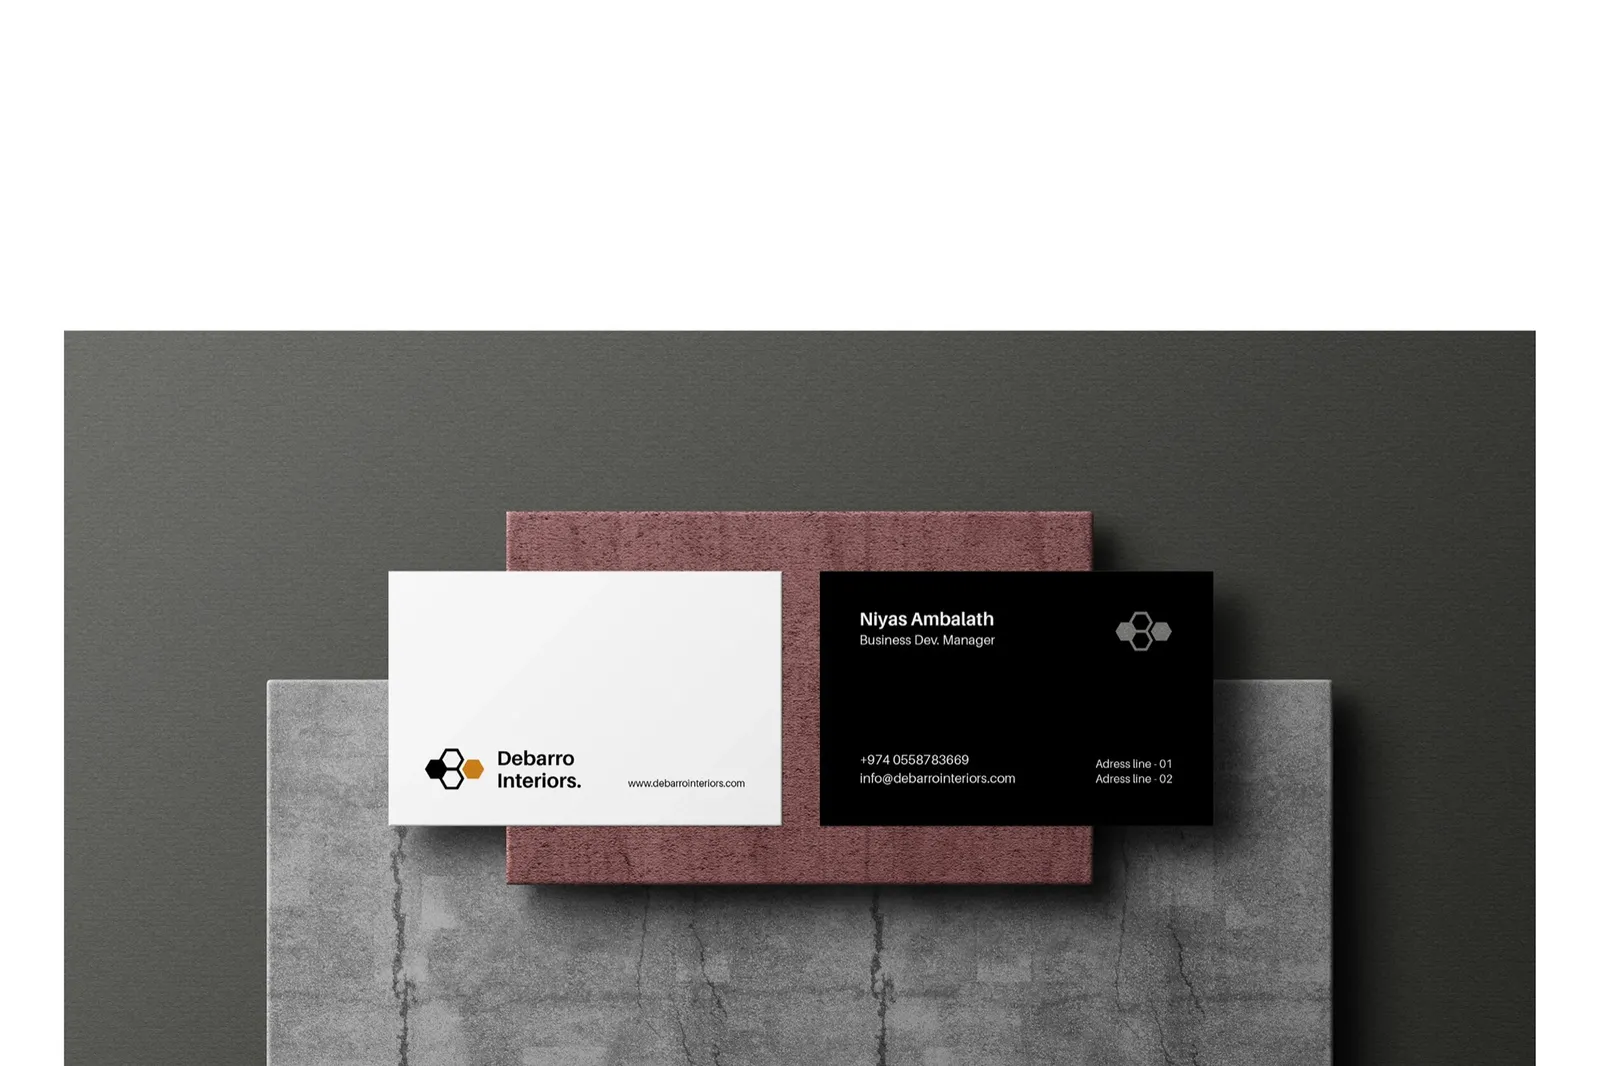 Debarro
Interiors.
www.debarrointeriors.com
Niyas Ambalath
Business Dev. Manager
+974 0558783669
info@debarrointeriors.com
Adress line - 01
Adress line - 02